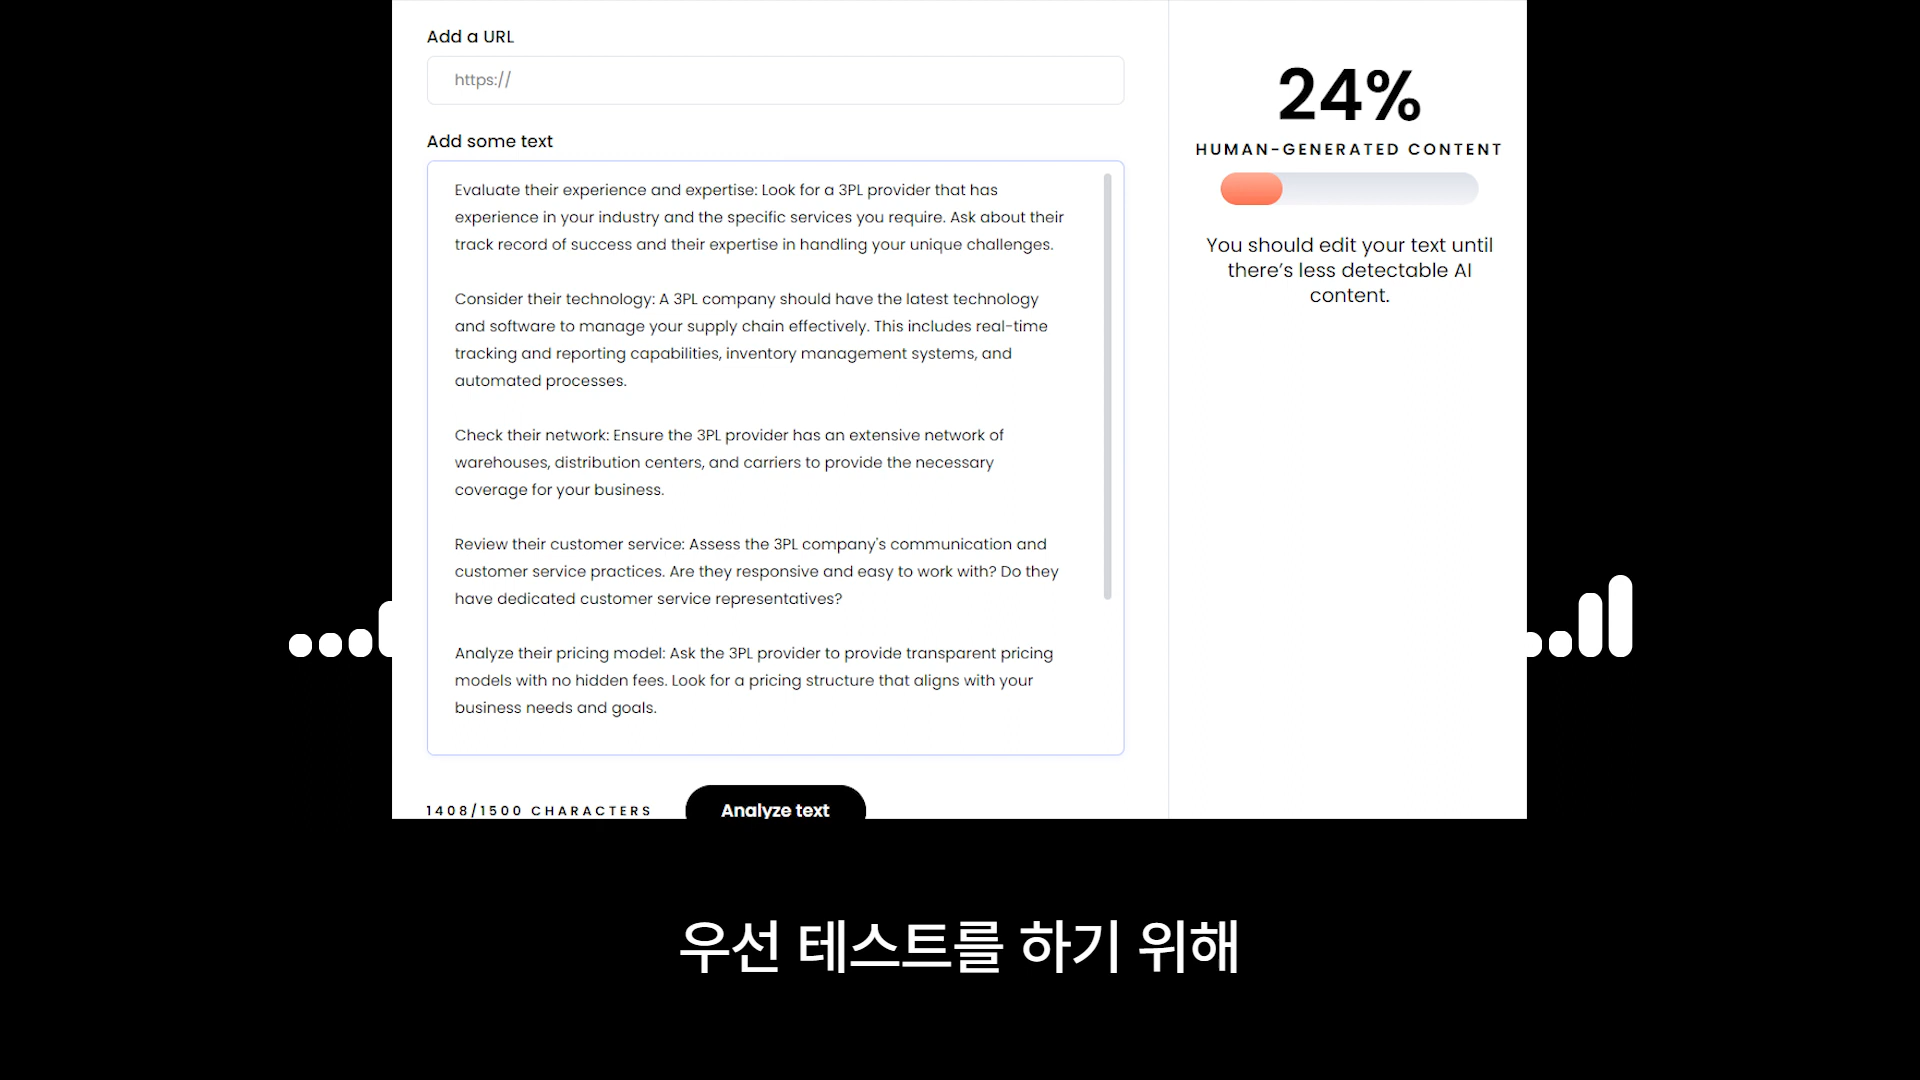 Add a URL
https://
Add some text
Evaluate their experience and expertise: Look for a 3PL provider that has
experience in your industry and the specific services you require. Ask about their
track record of success and their expertise in handling your unique challenges.
Consider their technology: A 3PL company should have the latest technology
and software to manage your supply chain effectively. This includes real-time
tracking and reporting capabilities, inventory management systems, and
automated processes.
Check their network: Ensure the 3PL provider has an extensive network of
warehouses, distribution centers, and carriers to provide the necessary
coverage for your business.
Review their customer service: Assess the 3PL company's communication and
customer service practices. Are they responsive and easy to work with? Do they
have dedicated customer service representatives?
Analyze their pricing model: Ask the 3PL provider to provide transparent pricing
models with no hidden fees. Look for a pricing structure that aligns with your
business needs and goals.
1408/1500 CHARACTERS
Analyze text
24%
HUMAN-GENERATED CONTENT
You should edit your text until
there's less detectable AI
content.
우선 테스트를 하기 위해